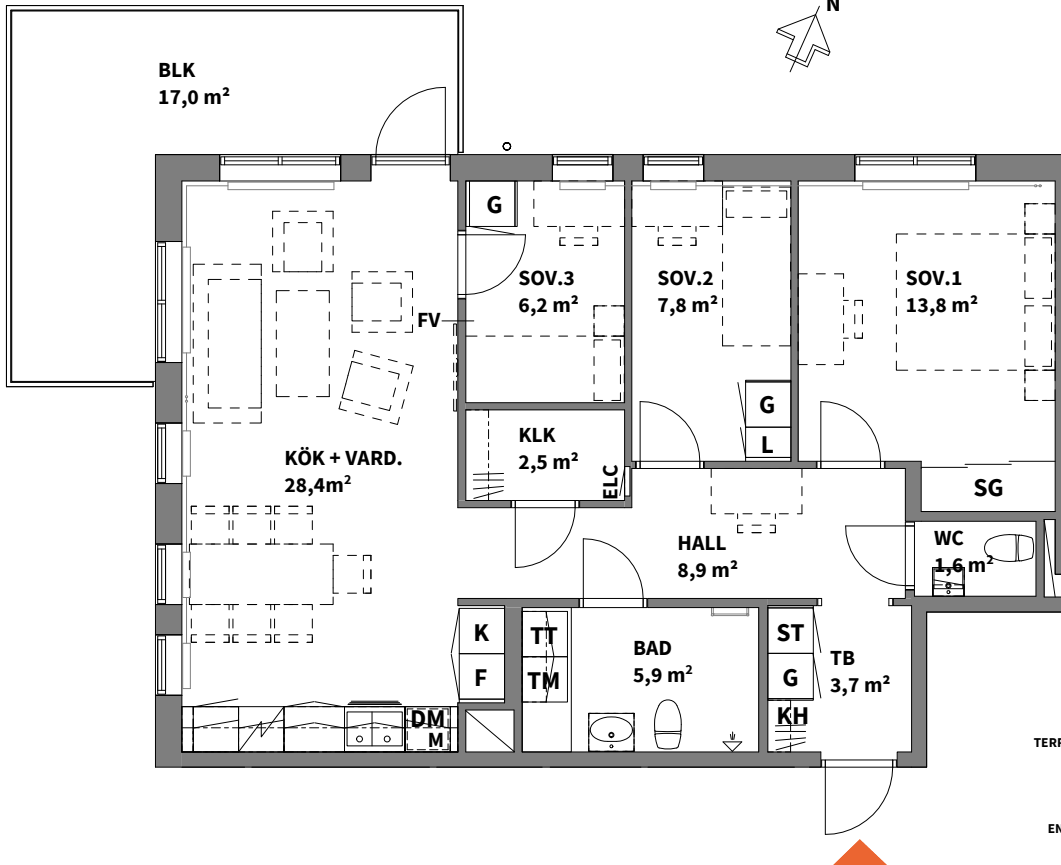 N
BLK
17,0 m²
G
SOV.3
6,2 m²
SOV.2
7,8 m²
SOV.1
13,8 m²
FV
G
L
KLK
2,5 m²
ELC
KÖK + VARD.
28,4m²
SG
HALL
8,9 m²
WC
1,6 m²
K
F
TT
TM
BAD
5,9 m²
ST
G
KH
TB
3,7 m²
DM
M